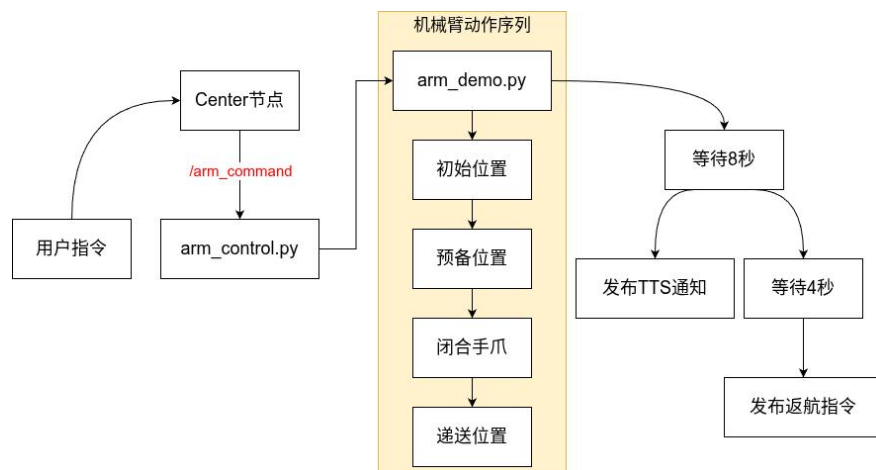 机械臂动作序列
arm_demo.py
Center节点
/arm_command
用户指令
arm_control.py
初始位置
预备位置
闭合手爪
递送位置
等待8秒
发布TTS通知
等待4秒
发布返航指令